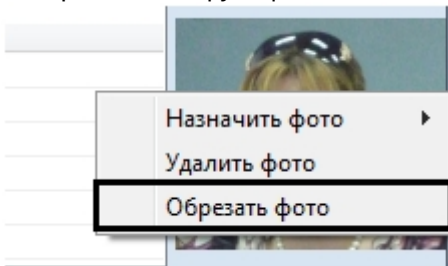 Назначить фото
Удалить фото
Обрезать фото